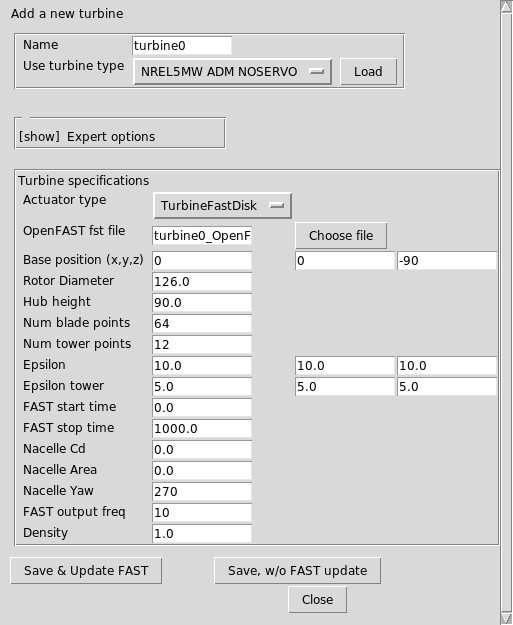 Add a new turbine
Name turbine0
Use turbine type NREL5MW ADM NOSERVO Load
[show] Expert options
Turbine specifications
Actuator type TurbineFastDisk
OpenFAST fst file turbine0_OpenF Choose file
Base position (x,y,z) 0 0 -90
Rotor Diameter 126.0
Hub height 90.0
Num blade points 64
Num tower points 12
Epsilon 10.0 10.0 10.0
Epsilon tower 5.0 5.0 5.0
FAST start time 0.0
FAST stop time 1000.0
Nacelle Cd 0.0
Nacelle Area 0.0
Nacelle Yaw 270
FAST output freq 10
Density 1.0
Save & Update FAST Save, w/o FAST update
Close